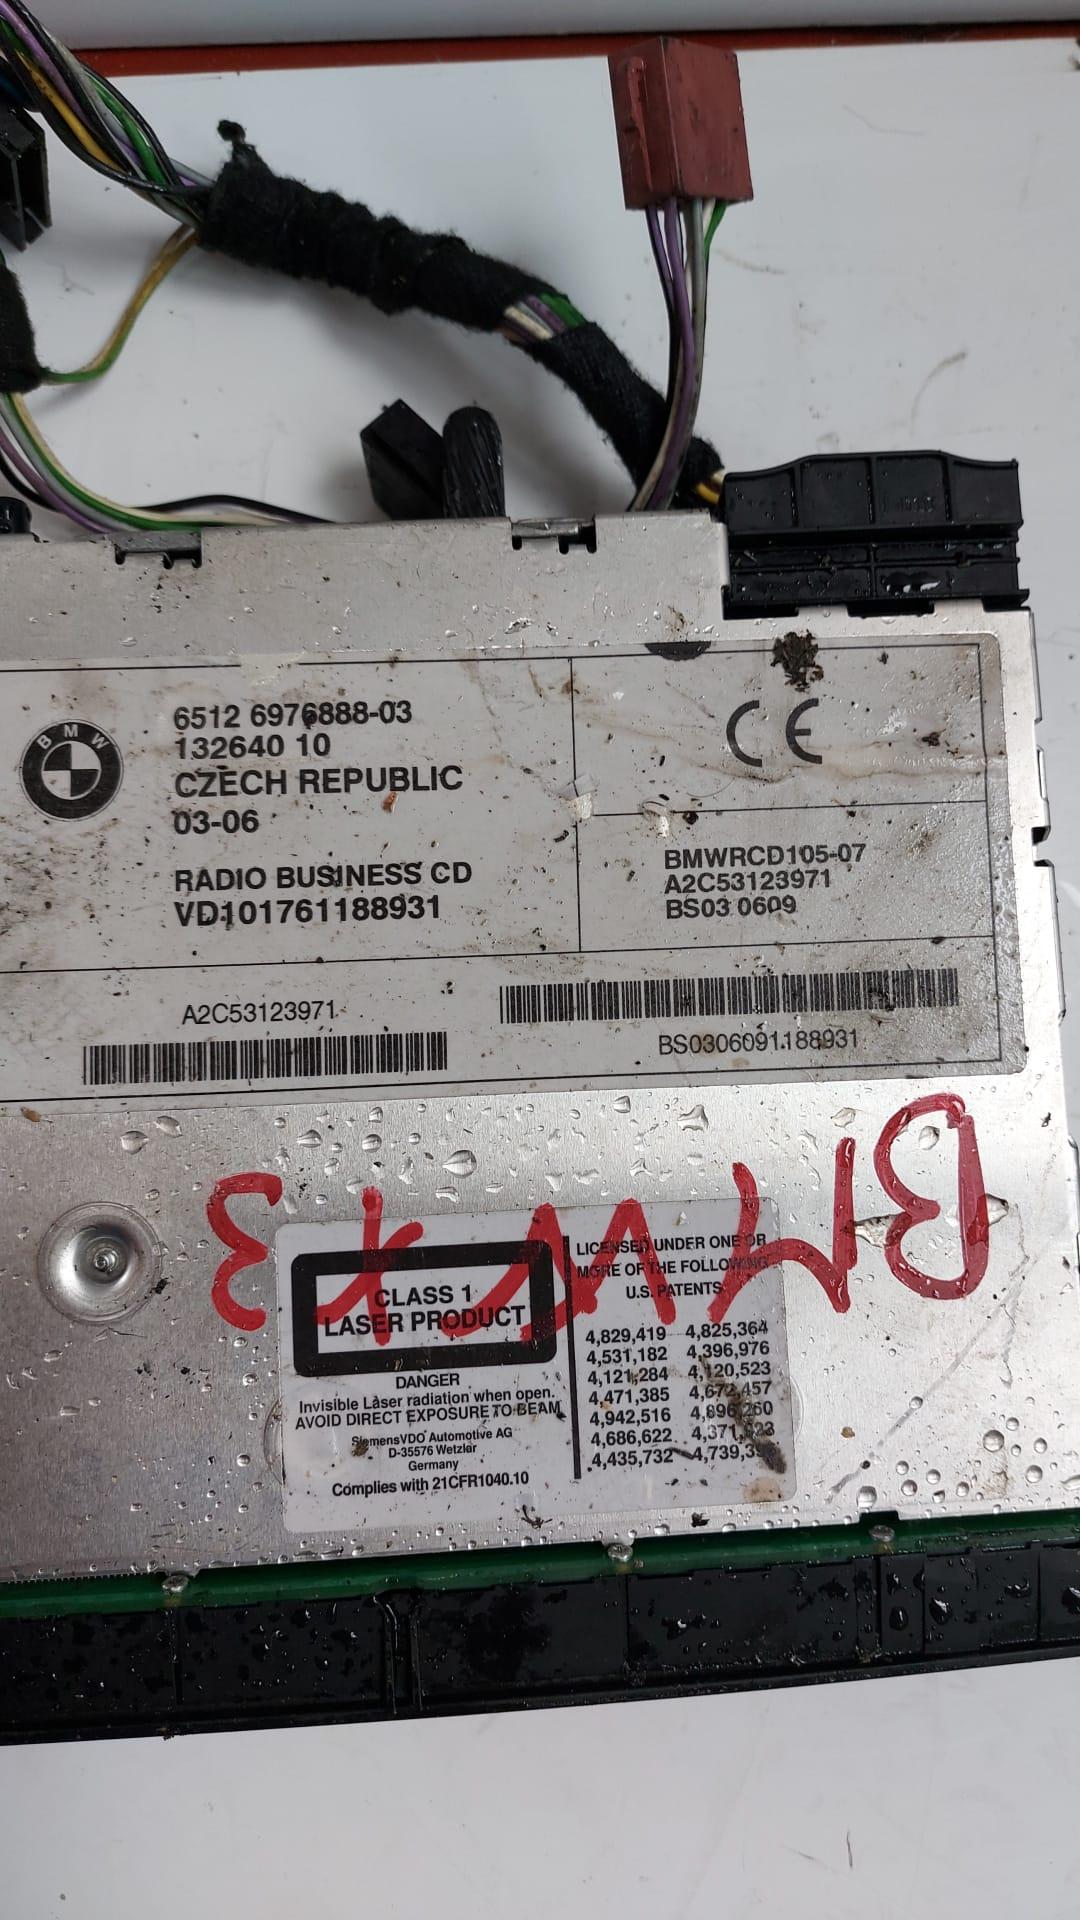 BMW
6512 6976888-03
132640 10
CZECH REPUBLIC
03-06
RADIO BUSINESS CD
VD101761188931
CE
BMWRCD105-07
A2C53123971
BS03 0609
A2C53123971
BS0306091188931
BMW X3
CLASS 1
LASER PRODUCT
DANGER
Invisible Laser radiation when open.
AVOID DIRECT EXPOSURE TO BEAM
SiemensVDO Automotive AG
D-35576 Wetzlar
Germany
Complies with 21CFR1040.10
LICENSED UNDER ONE OR
MORE OF THE FOLLOWING
U.S. PATENTS
4,829,419 4,825,364
4,531,182 4,396,976
4,121,284 4,120,523
4,471,385 4,672,457
4,942,516 4,896,260
4,686,622
4,435,732